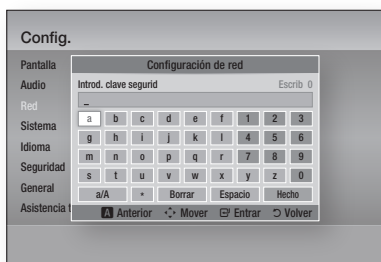 Config.
Pantalla
Audio
Red
Sistema
Idioma
Seguridad
General
Asistencia t
Configuración de red
Introd. clave segurid Escrib 0
_
a b c d e f 1 2 3
g h i j k l 4 5 6
m n o p q r 7 8 9
s t u v w x y z 0
a/A * Borrar Espacio Hecho
A Anterior Mover Entrar Volver